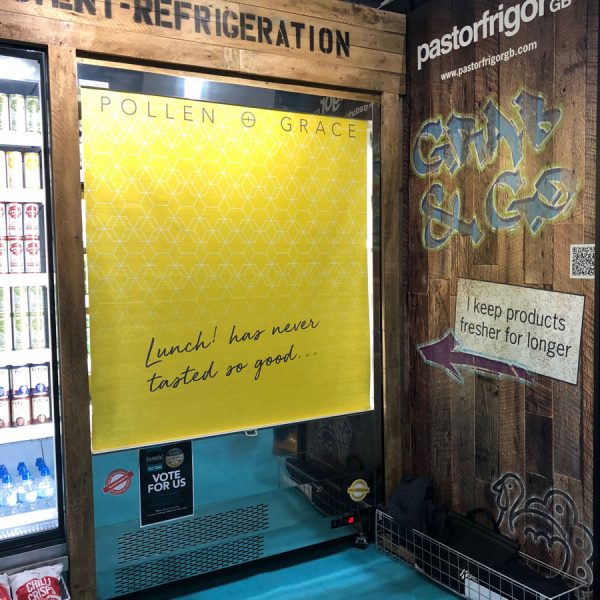 OTENT-REFRIGERATION
POLLEN GRACE
Lunch! has never
tasted so good...
VOTE
FOR US
pastorfrigor GB
www.pastorfrigorgb.com
GRAB
& GO
I keep products
fresher for longer
CHILLI
CRISPS